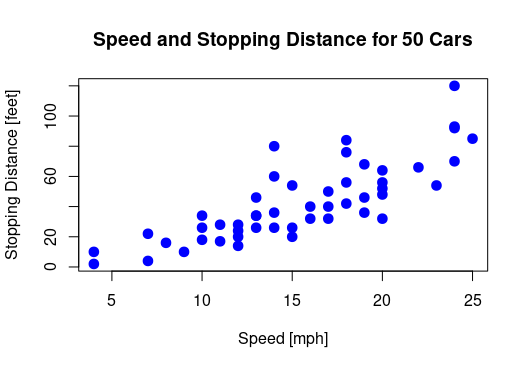 Speed and Stopping Distance for 50 Cars
Stopping Distance [feet]
100
60
20
0
5 10 15 20 25
Speed [mph]